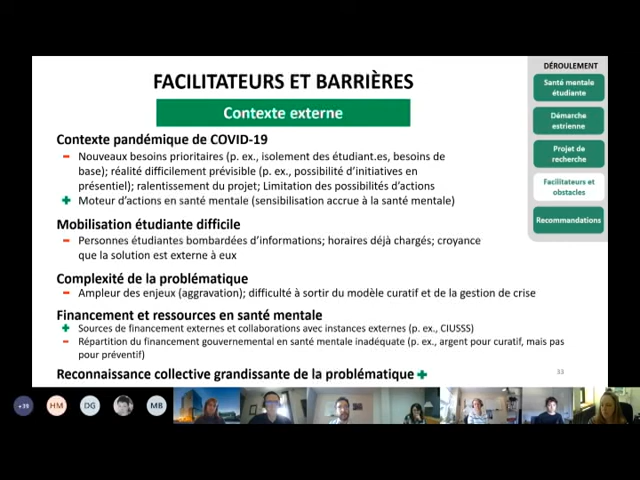 FACILITATEURS ET BARRIÈRES
Contexte externe
Contexte pandémique de COVID-19
- Nouveaux besoins prioritaires (p. ex., isolement des étudiant.es, besoins de
base); réalité difficilement prévisible (p. ex., possibilité d'initiatives en
présentiel); ralentissement du projet; Limitation des possibilités d'actions
+ Moteur d'actions en santé mentale (sensibilisation accrue à la santé mentale)
Mobilisation étudiante difficile
- Personnes étudiantes bombardées d'informations; horaires déjà chargés; croyance
que la solution est externe à eux
Complexité de la problématique
- Ampleur des enjeux (aggravation); difficulté à sortir du modèle curatif et de la gestion de crise
Financement et ressources en santé mentale
+ Sources de financement externes et collaborations avec instances externes (p. ex., CIUSSS)
- Répartition du financement gouvernemental en santé mentale inadéquate (p. ex., argent pour curatif, mais pas
pour préventif)
Reconnaissance collective grandissante de la problématique +
33
DÉROULEMENT
Santé mentale
étudiante
Démarche
estrienne
Projet de
recherche
Facilitateurs et
obstacles
Recommandations
+39
HM
DG
MB